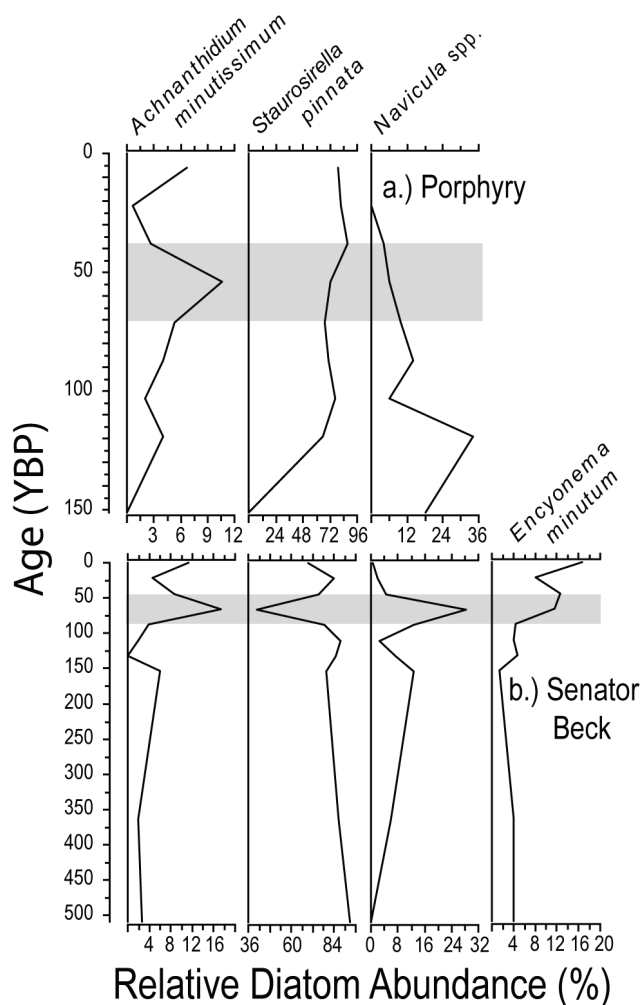 Achnanthidium
minutissimum
Staurosirella
pinnata
Navicula spp.
0
50
100
150
a.) Porphyry
3 6 9 12
24 48 72 96
12 24 36
Encyonema
minutum
Age (YBP)
0
50
100
150
200
250
300
350
400
450
500
b.) Senator
Beck
4 8 12 16
36 60 84
0 8 16 24 32
4 8 12 16 20
Relative Diatom Abundance (%)